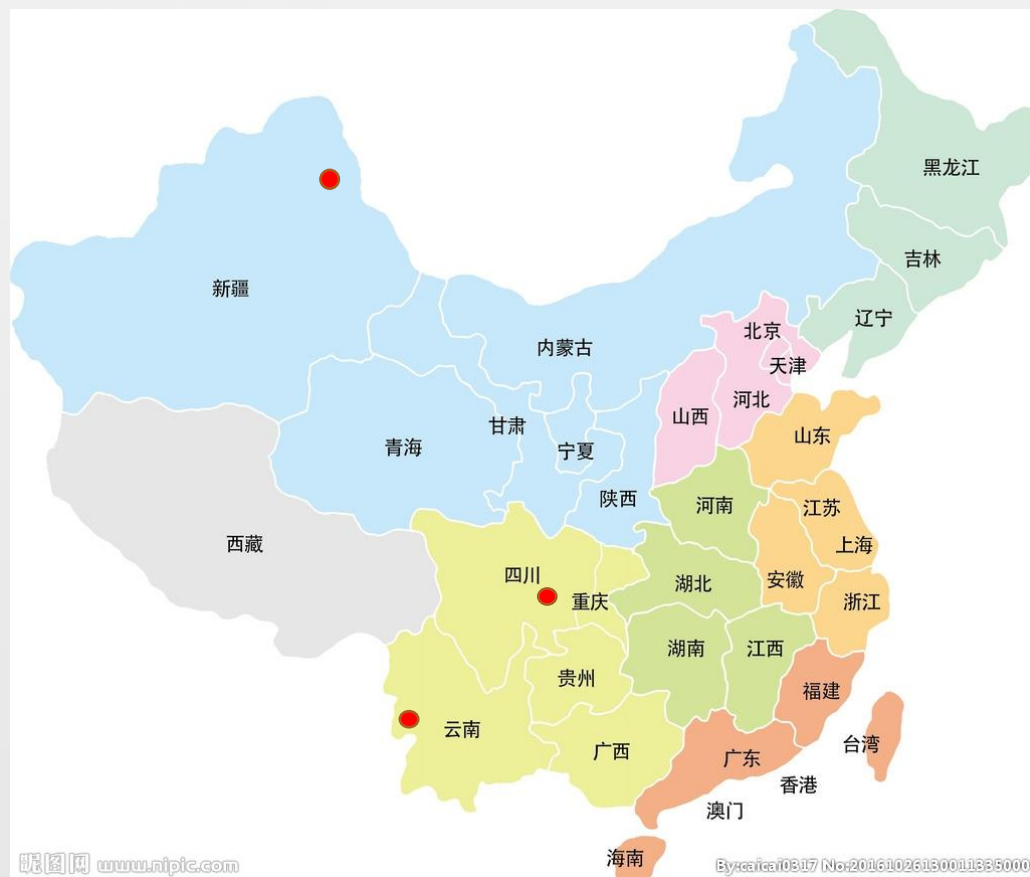 黑龙江
吉林
新疆
辽宁
北京
内蒙古
天津
河北
山西
甘肃
山东
青海
宁夏
陕西
河南
江苏
西藏
上海
四川
湖北
安徽
重庆
浙江
湖南
江西
贵州
福建
云南
台湾
广西
广东
香港
澳门
海南
昵图网 www.nipic.com
By:caicai0317 No:20161026130011335000